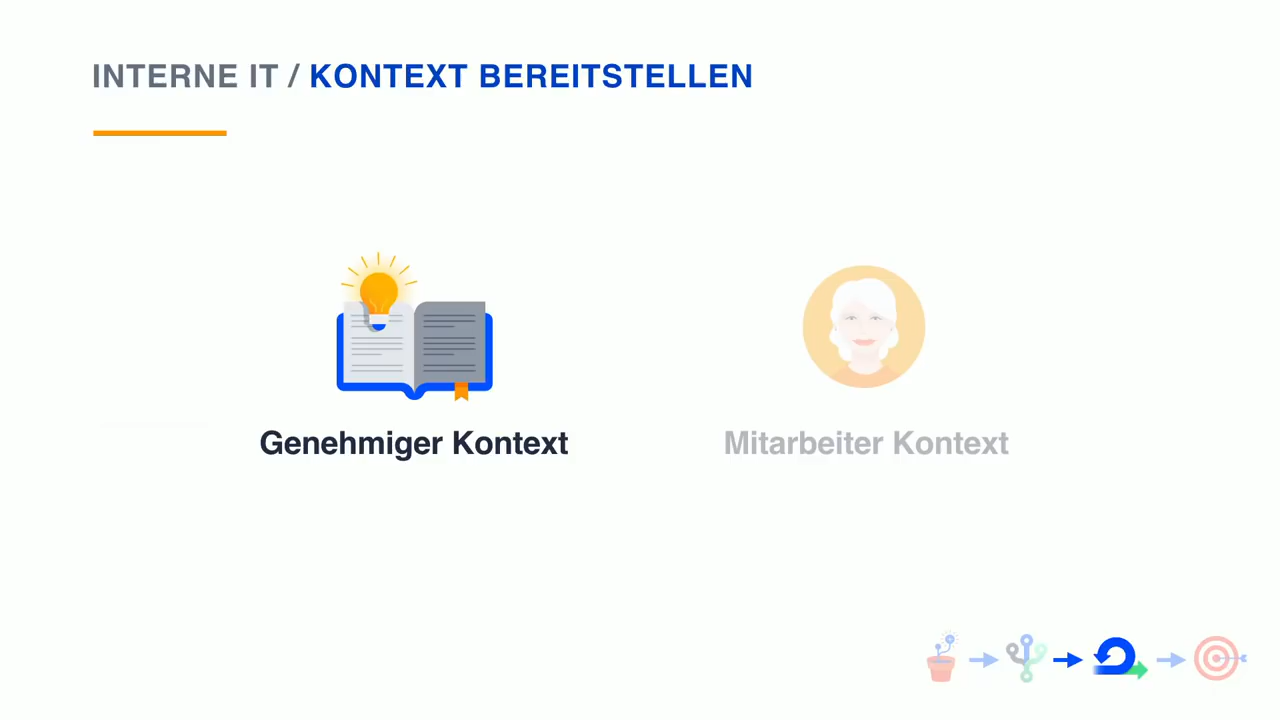 INTERNE IT / KONTEXT BEREITSTELLEN
Genehmiger Kontext
Mitarbeiter Kontext